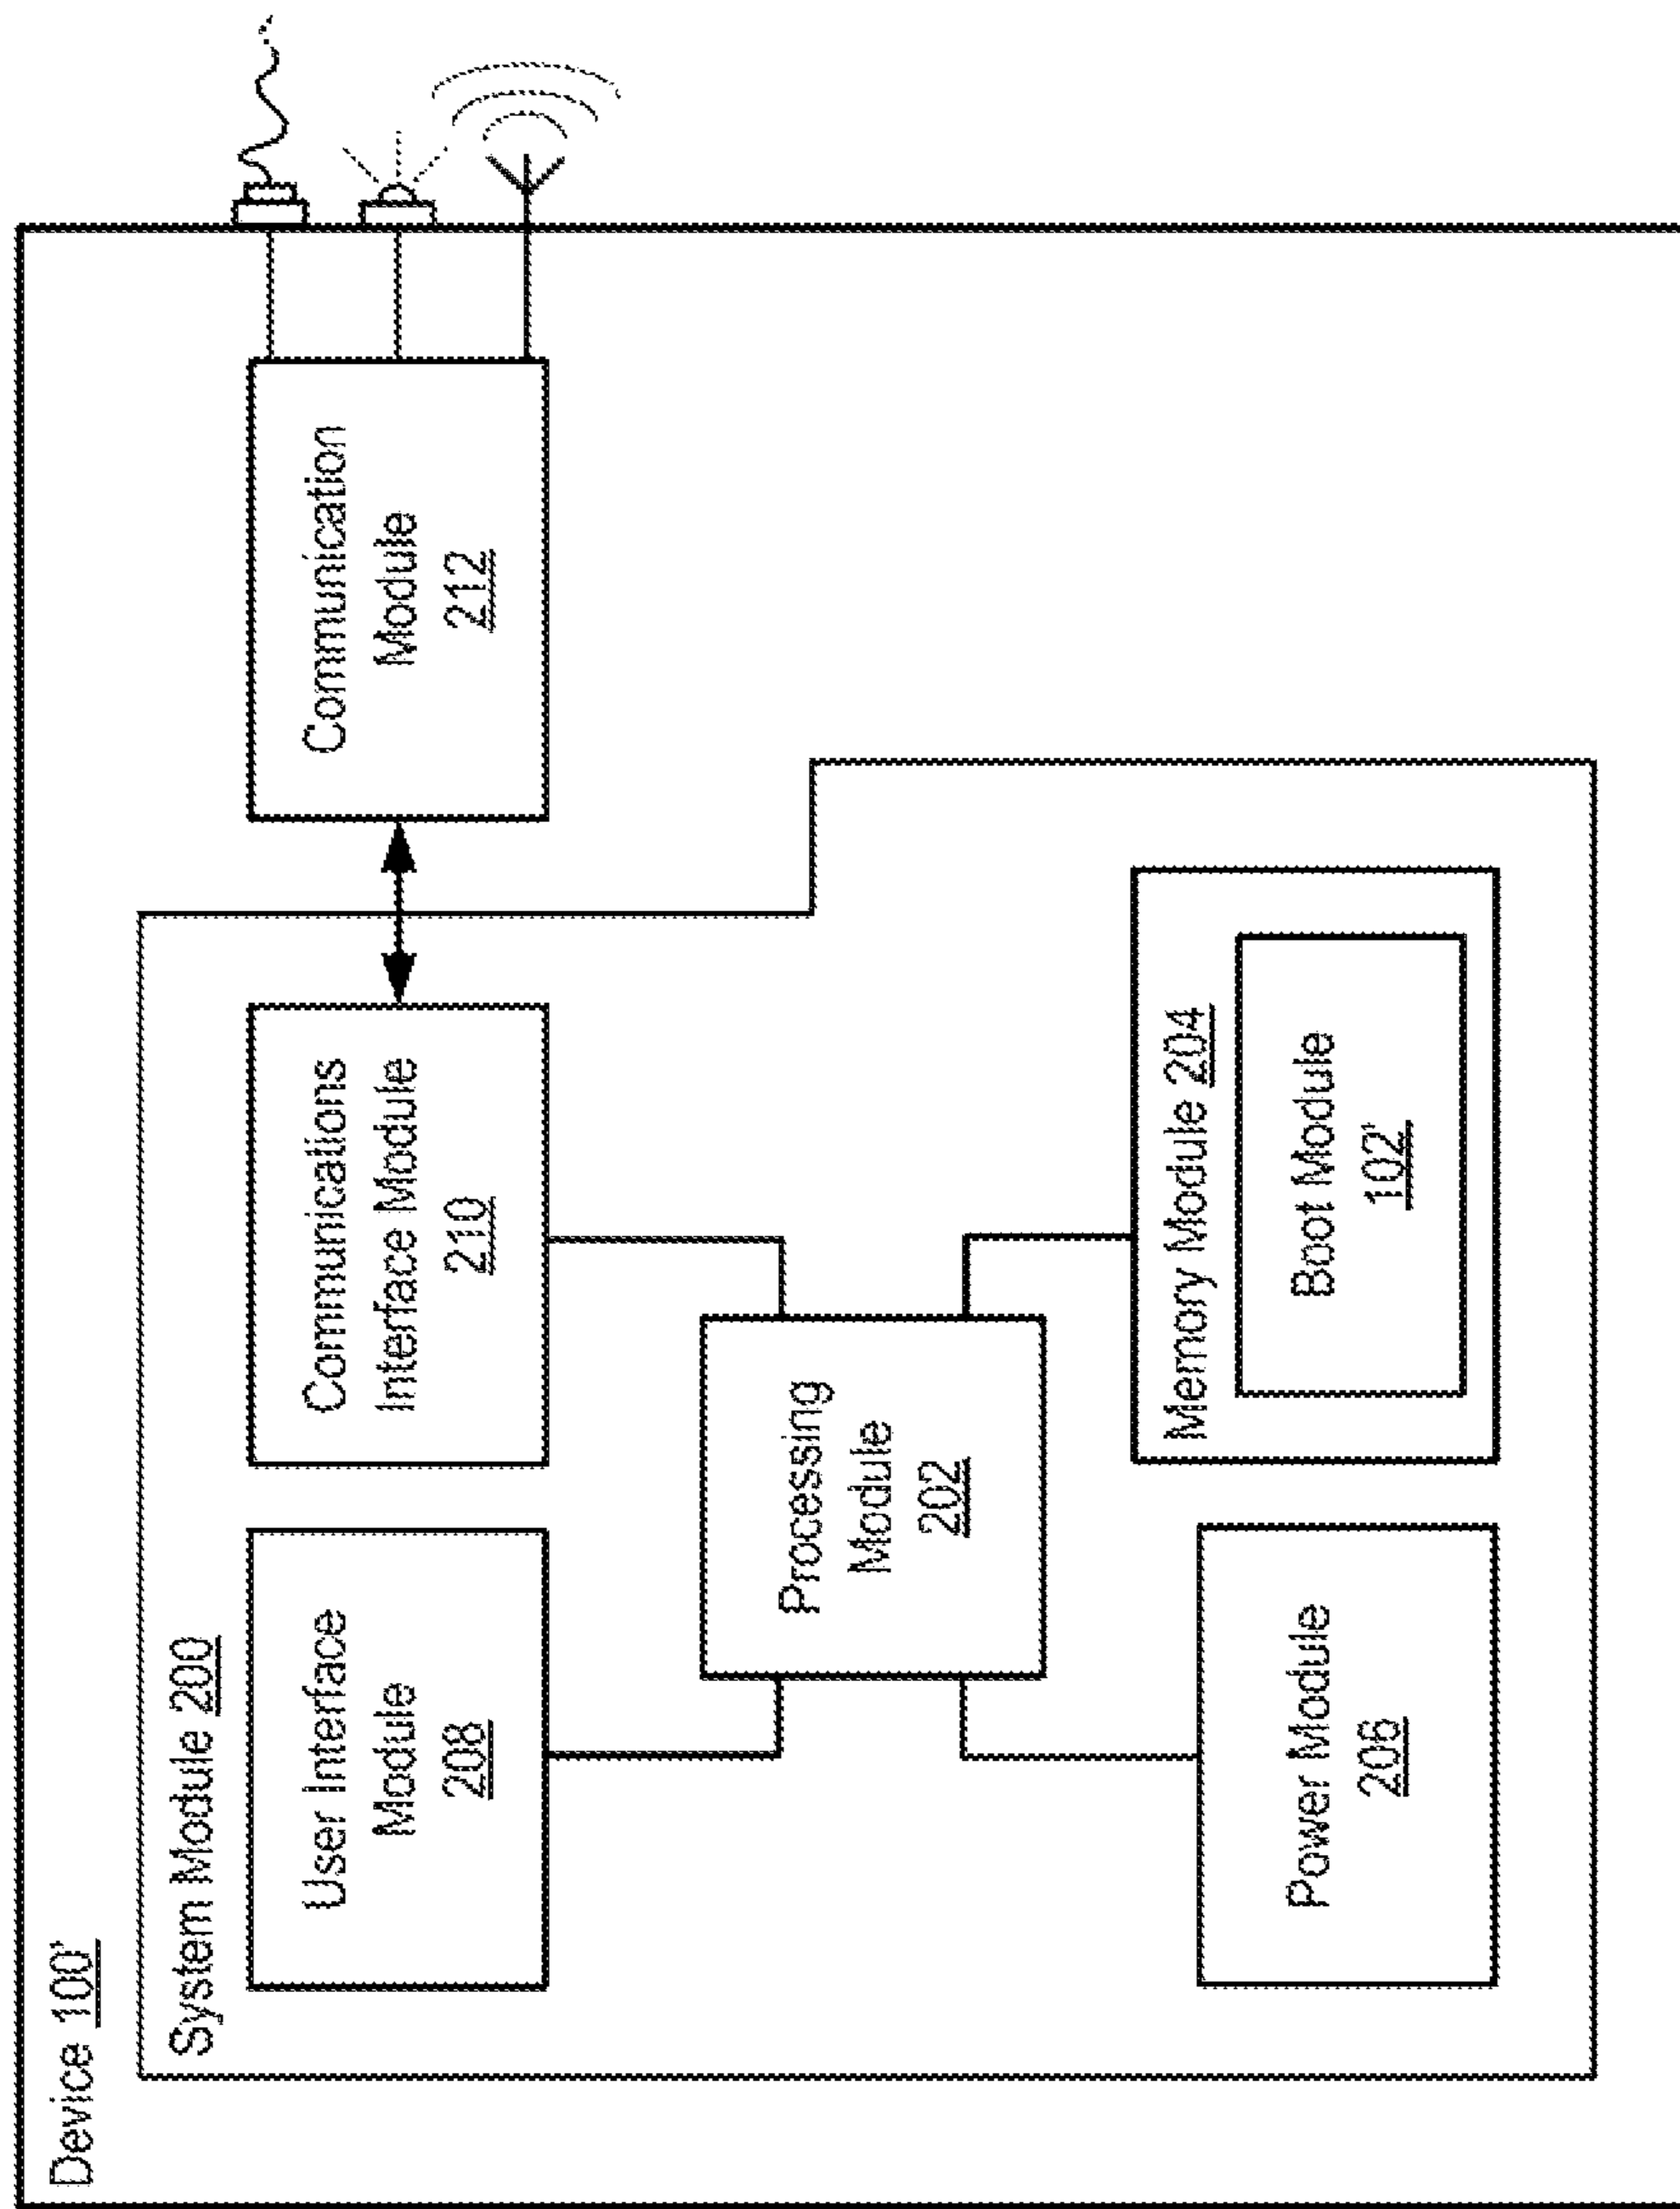 Device 100'
System Module 200
User Interface
Module
208
Communications
Interface Module
210
Communication
Module
212
Processing
Module
202
Power Module
206
Memory Module 204
Boot Module
102'